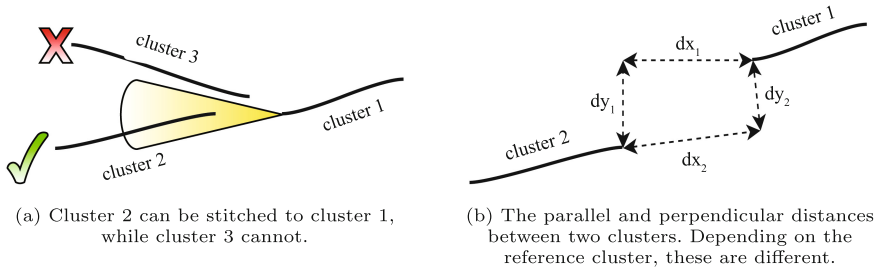 cluster 3
cluster 1
cluster 2
(a) Cluster 2 can be stitched to cluster 1,
while cluster 3 cannot.
cluster 1
dx1
dy1
dy2
cluster 2
dx2
(b) The parallel and perpendicular distances
between two clusters. Depending on the
reference cluster, these are different.